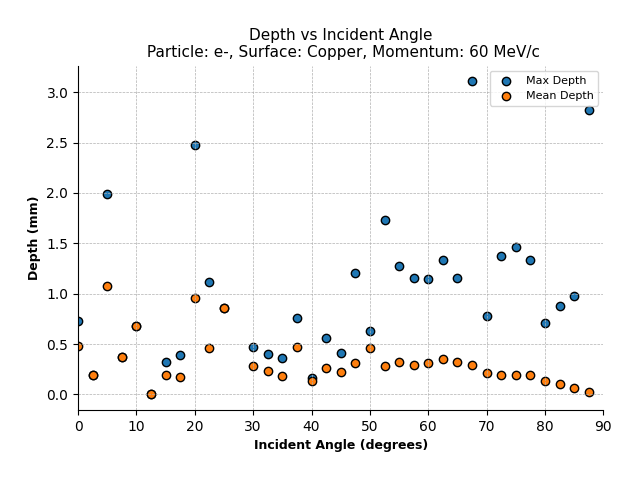 Depth vs Incident Angle
Particle: e-, Surface: Copper, Momentum: 60 MeV/c
Max Depth
Mean Depth
Depth (mm)
3.0
2.5
2.0
1.5
1.0
0.5
0.0
0 10 20 30 40 50 60 70 80 90
Incident Angle (degrees)